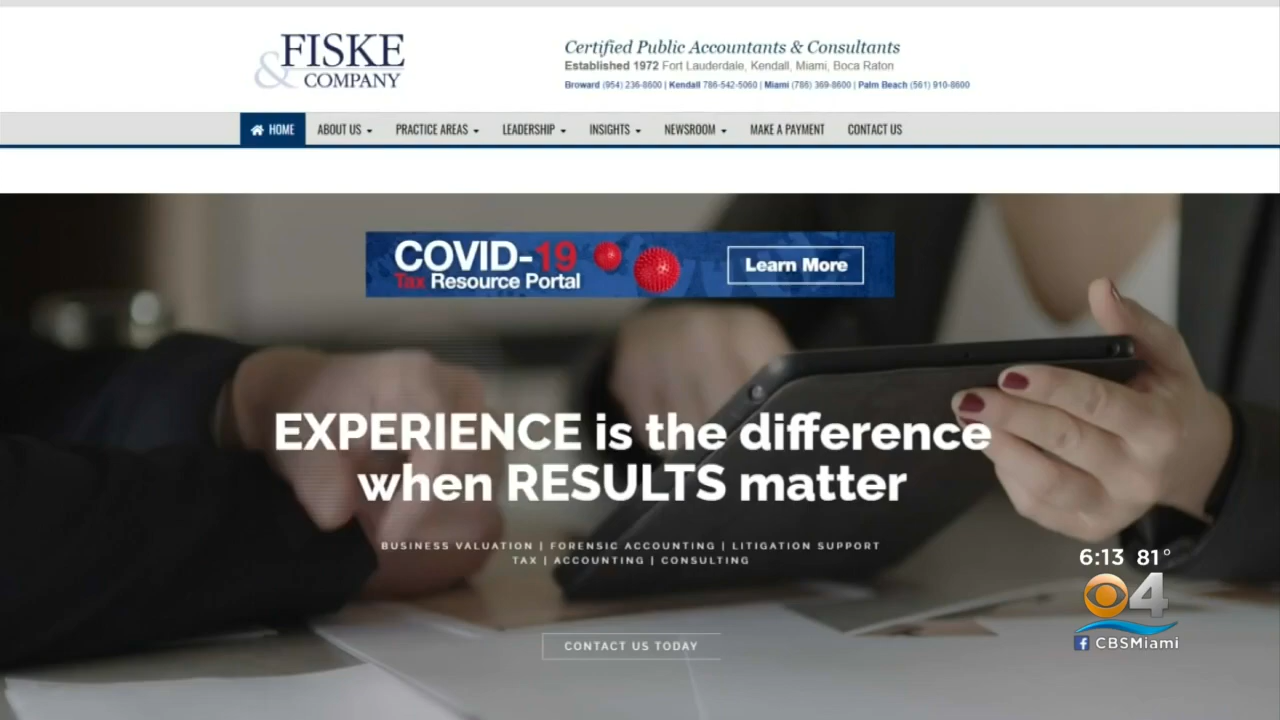 FISKE
& COMPANY
Certified Public Accountants & Consultants
Established 1972 Fort Lauderdale, Kendall, Miami, Boca Raton
Broward (954) 236-8600 | Kendall 786-542-5060 | Miami (786) 369-8600 | Palm Beach (561) 910-8600
HOME ABOUT US PRACTICE AREAS LEADERSHIP INSIGHTS NEWSROOM MAKE A PAYMENT CONTACT US
COVID-19
Tax Resource Portal
Learn More
EXPERIENCE is the difference
when RESULTS matter
BUSINESS VALUATION | FORENSIC ACCOUNTING | LITIGATION SUPPORT
TAX | ACCOUNTING | CONSULTING
CONTACT US TODAY
6:13 81°
4
CBSMiami